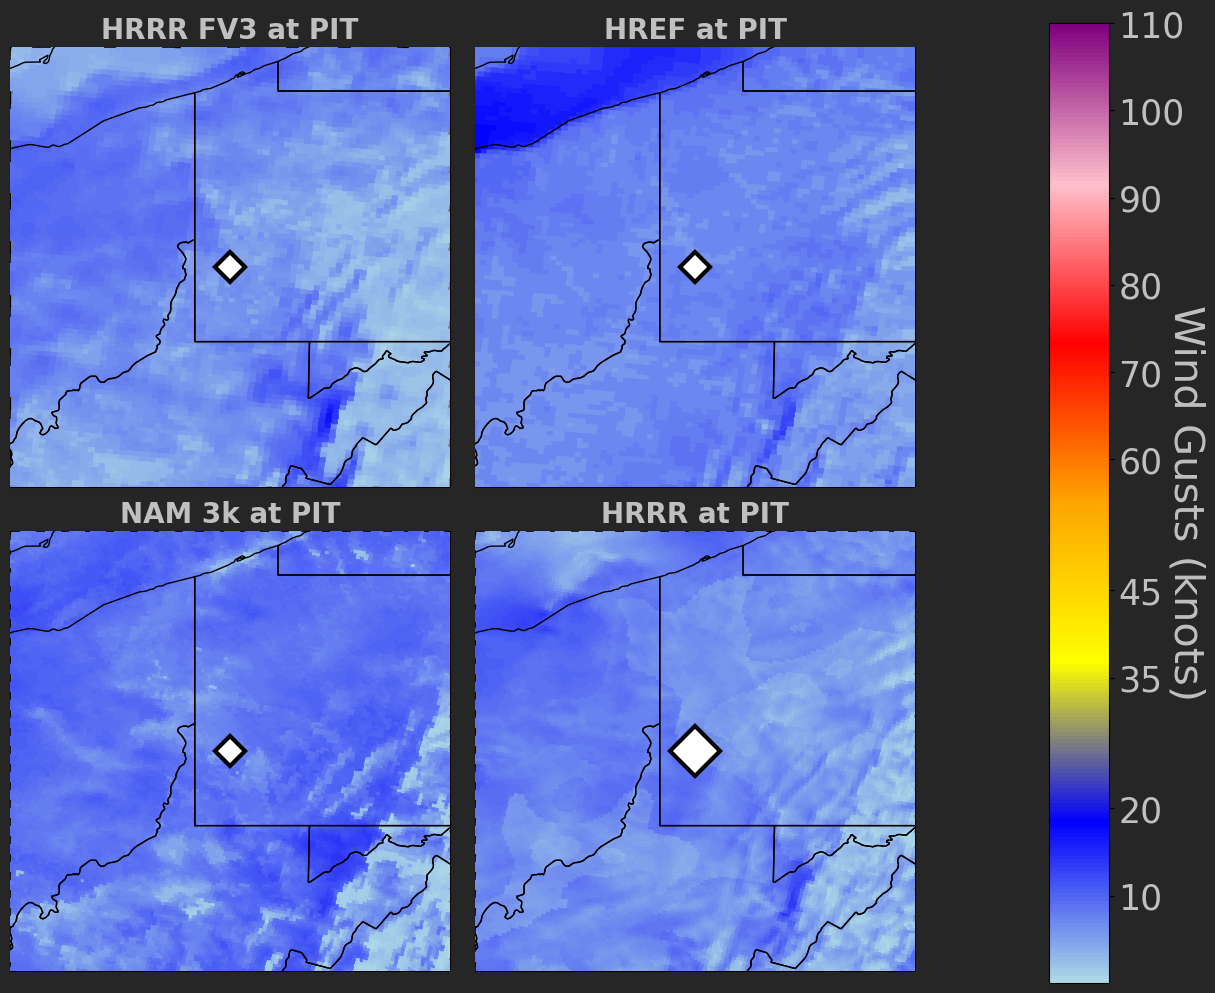 HRRR FV3 at PIT
HREF at PIT
NAM 3k at PIT
HRRR at PIT
110
100
90
80
70
60
45
35
20
10
Wind Gusts (knots)